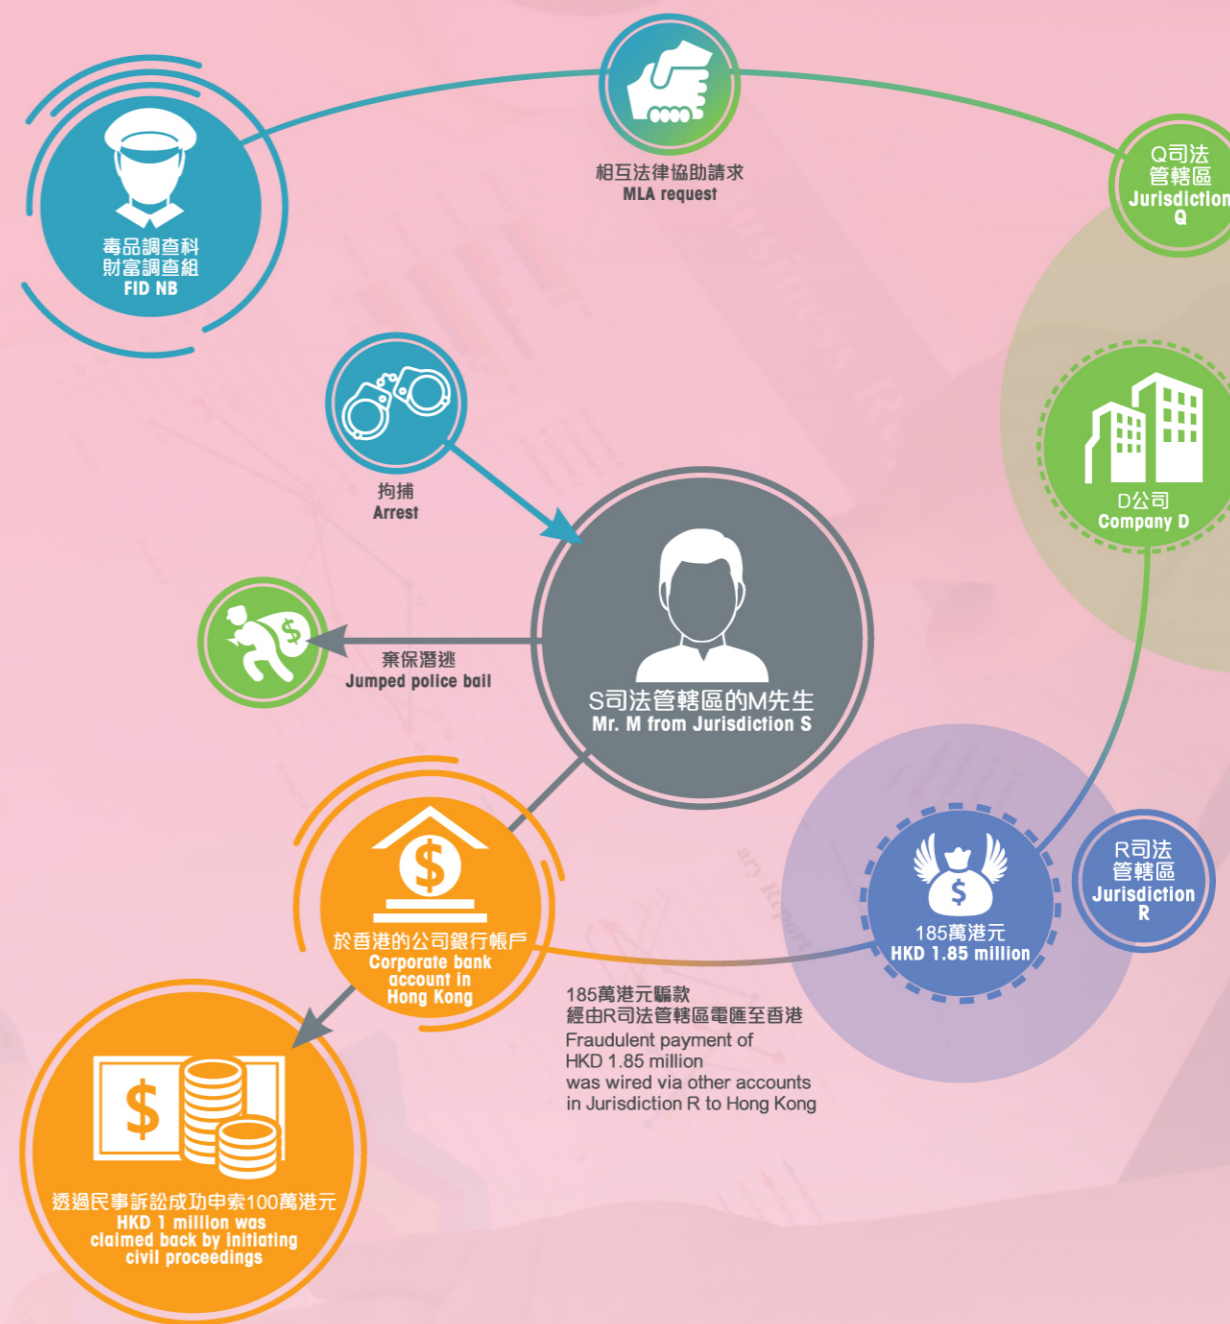 相互法律協助請求
MLA request
Q司法
管轄區
Jurisdiction
Q
毒品調查科
財富調查組
FID NB
拘捕
Arrest
D公司
Company D
棄保潛逃
Jumped police bail
S司法管轄區的M先生
Mr. M from Jurisdiction S
R司法
管轄區
Jurisdiction
R
185萬港元
HKD 1.85 million
於香港的公司銀行帳戶
Corporate bank
account in
Hong Kong
185萬港元騙款
經由R司法管轄區電匯至香港
Fraudulent payment of
HKD 1.85 million
was wired via other accounts
in Jurisdiction R to Hong Kong
透過民事訴訟成功申索100萬港元
HKD 1 million was
claimed back by initiating
civil proceedings